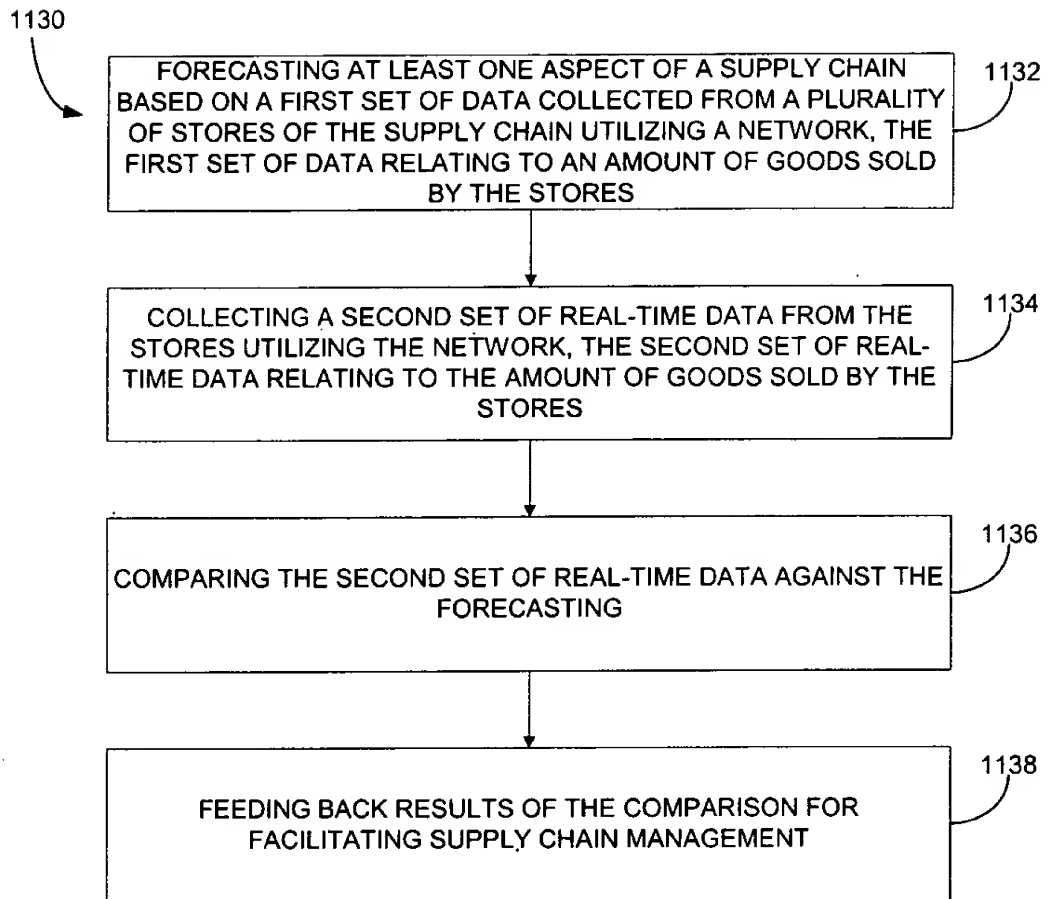 1130
FORECASTING AT LEAST ONE ASPECT OF A SUPPLY CHAIN
BASED ON A FIRST SET OF DATA COLLECTED FROM A PLURALITY
OF STORES OF THE SUPPLY CHAIN UTILIZING A NETWORK, THE
FIRST SET OF DATA RELATING TO AN AMOUNT OF GOODS SOLD
BY THE STORES
1132
COLLECTING A SECOND SET OF REAL-TIME DATA FROM THE
STORES UTILIZING THE NETWORK, THE SECOND SET OF REAL-
TIME DATA RELATING TO THE AMOUNT OF GOODS SOLD BY THE
STORES
1134
COMPARING THE SECOND SET OF REAL-TIME DATA AGAINST THE
FORECASTING
1136
FEEDING BACK RESULTS OF THE COMPARISON FOR
FACILITATING SUPPLY CHAIN MANAGEMENT
1138